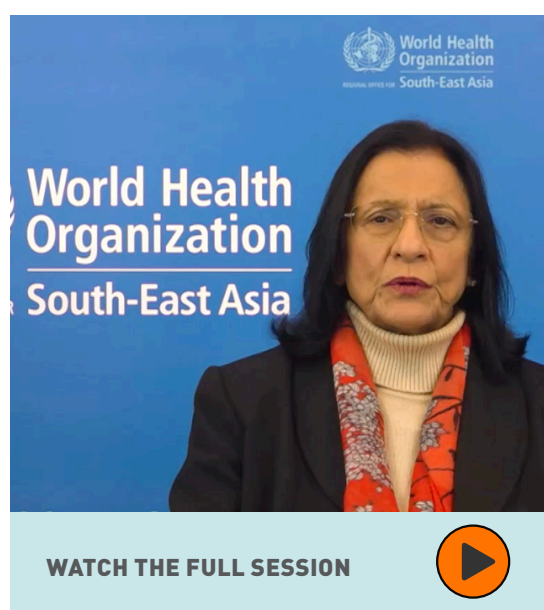 World Health
Organization
REGIONAL OFFICE FOR South-East Asia
World Health
Organization
R South-East Asia
WATCH THE FULL SESSION